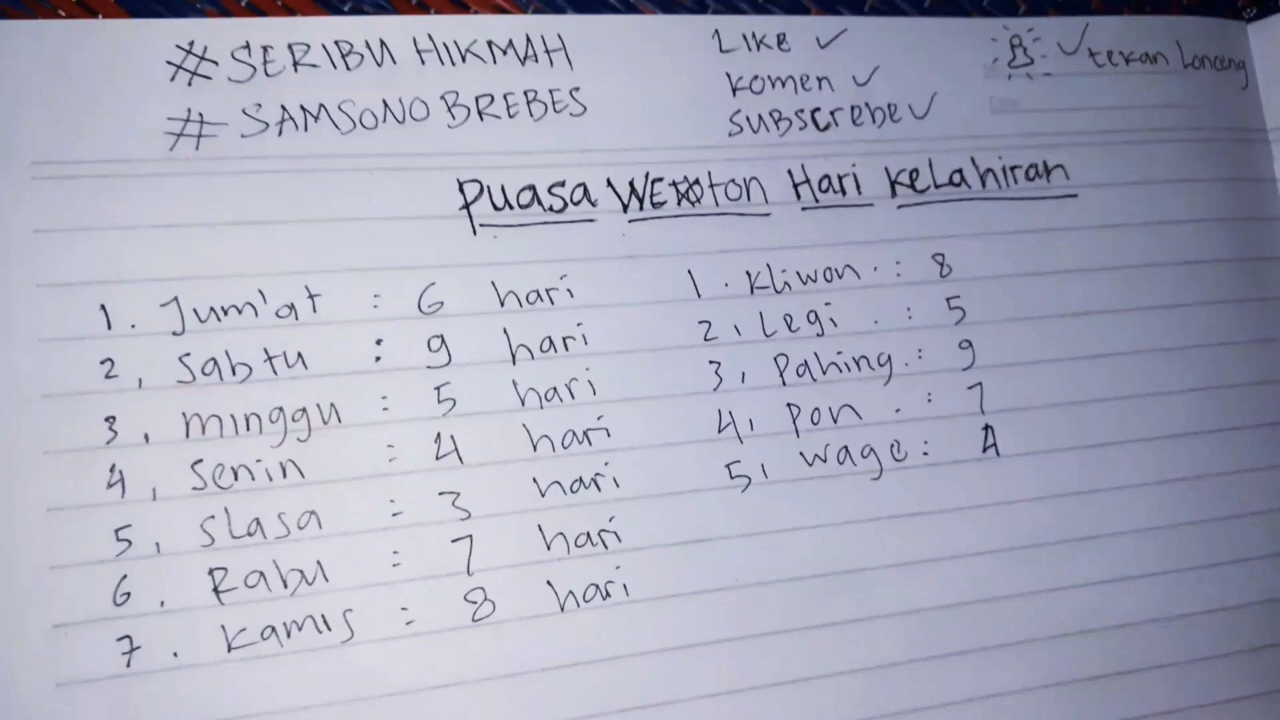 #SERIBU HIKMAH
#SAMSONO BREBES
LIKE ✓
Komen ✓
SUBSCrebe ✓
✓ tekan Lonceng
Puasa WEton Hari KeLahiran
1. Jum'at : 6 hari
2, Sabtu : 9 hari
3, minggu : 5 hari
4, Senin : 4 hari
5, SLasa : 3 hari
6. Rabu : 7 hari
7. Kamis : 8 hari
1. Kliwon . : 8
2, Legi . : 5
3, Pahing . : 9
4, Pon . : 7
5, Wage : 4